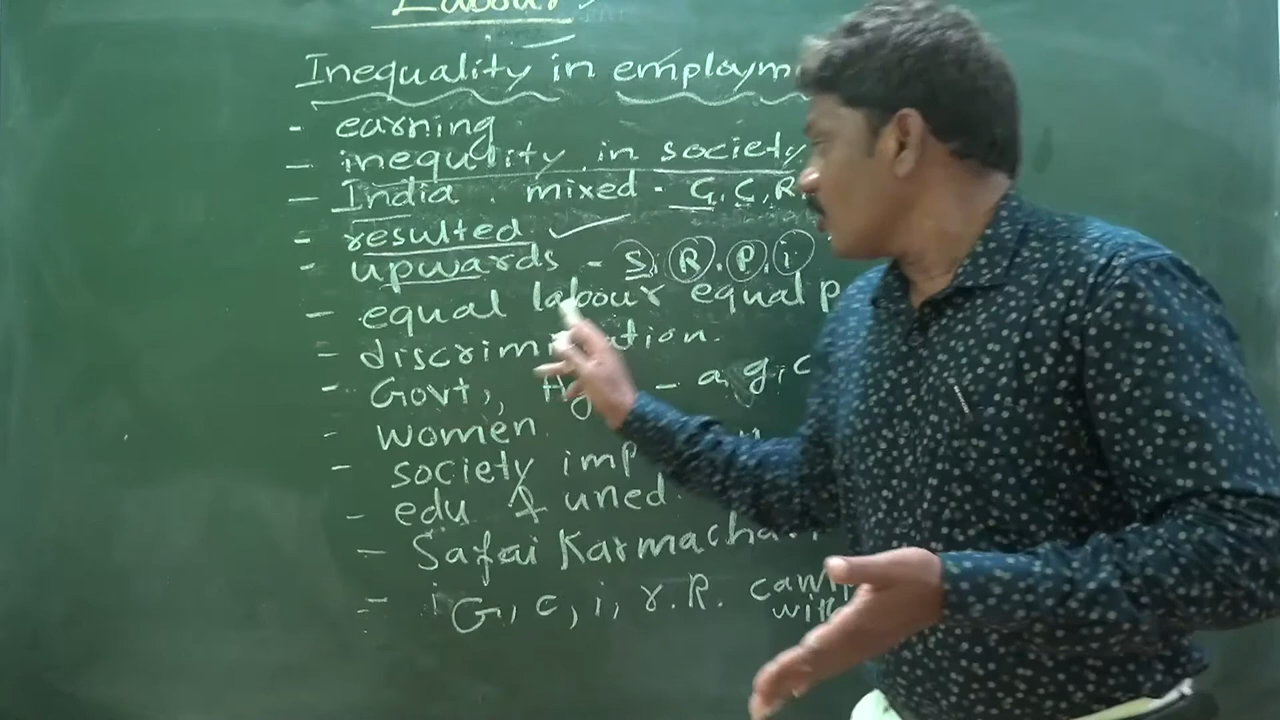 Labour
Inequality in employm
- earning
- inequality in society
- India . mixed - G, C, R,
- resulted
- upwards - S, R, P, i
- equal labour equal p
- discrimination.
- Govt,, - a, g, c
- women
- society imp
- edu & uned.
- Safai Karmacha
- i G, c, i, r.R.